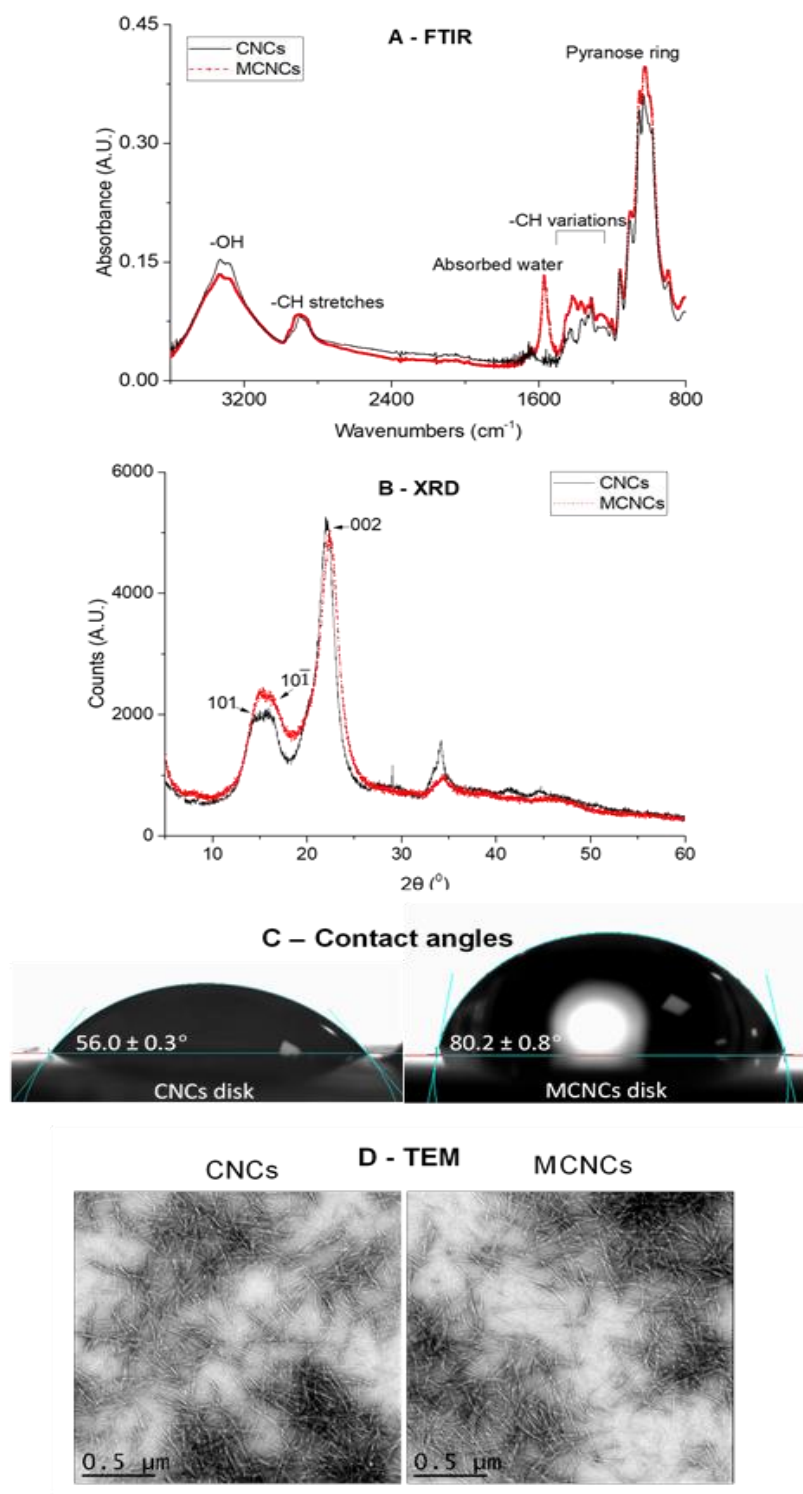 A - FTIR
CNCs
MCNCs
Pyranose ring
-CH variations
-OH
Absorbed water
-CH stretches
Absorbance (A.U.)
0.45
0.30
0.15
0.00
3200 2400 1600 800
Wavenumbers (cm⁻¹)
B - XRD
CNCs
MCNCs
002
101
101̅
Counts (A.U.)
6000
4000
2000
0
10 20 30 40 50 60
2θ (⁰)
C – Contact angles
56.0 ± 0.3°
CNCs disk
80.2 ± 0.8°
MCNCs disk
D - TEM
CNCs
MCNCs
0.5 µm
0.5 µm